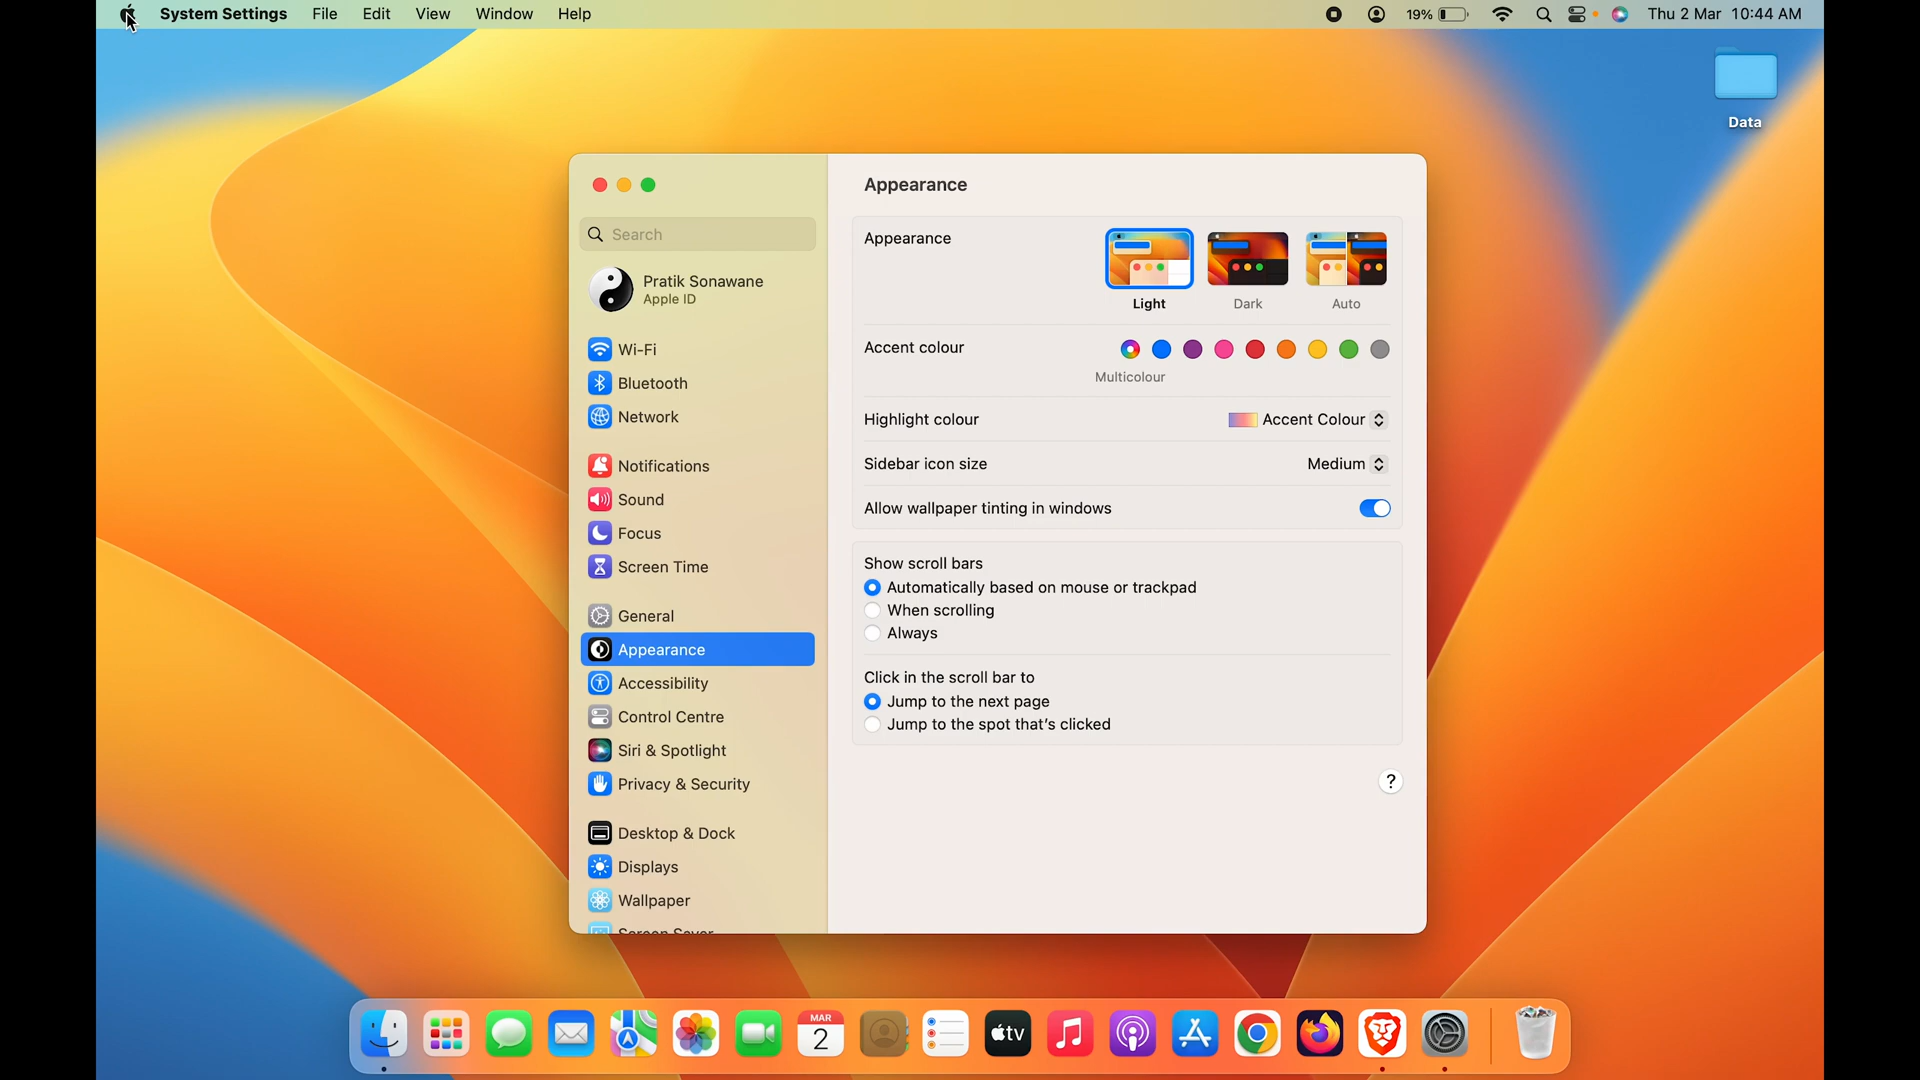 System Settings File Edit View Window Help 19% Thu 2 Mar 10:44 AM
Data
Search
Pratik Sonawane
Apple ID
Wi-Fi
Bluetooth
Network
Notifications
Sound
Focus
Screen Time
General
Appearance
Accessibility
Control Centre
Siri & Spotlight
Privacy & Security
Desktop & Dock
Displays
Wallpaper
Screen Saver
Appearance
Appearance
Light Dark Auto
Accent colour
Multicolour
Highlight colour Accent Colour
Sidebar icon size Medium
Allow wallpaper tinting in windows
Show scroll bars
Automatically based on mouse or trackpad
When scrolling
Always
Click in the scroll bar to
Jump to the next page
Jump to the spot that's clicked
?
MAR
2
tv